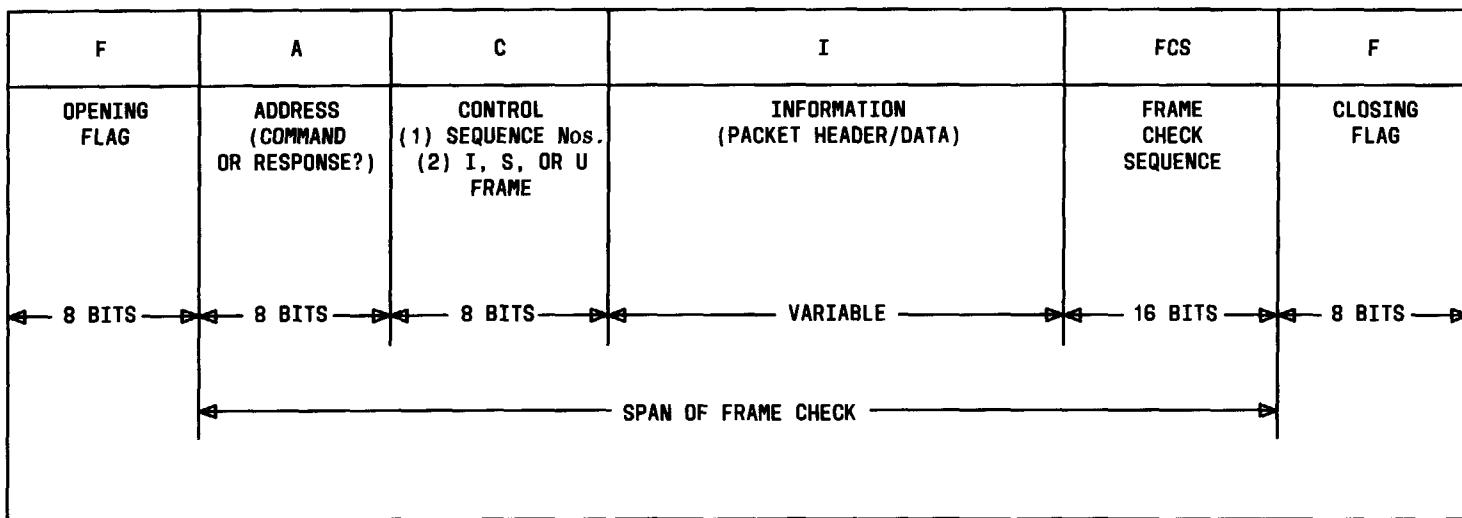 F A C I FCS F
OPENING
FLAG
ADDRESS
(COMMAND
OR RESPONSE?)
CONTROL
(1) SEQUENCE Nos.
(2) I, S, OR U
FRAME
INFORMATION
(PACKET HEADER/DATA)
FRAME
CHECK
SEQUENCE
CLOSING
FLAG
8 BITS 8 BITS 8 BITS VARIABLE 16 BITS 8 BITS
SPAN OF FRAME CHECK